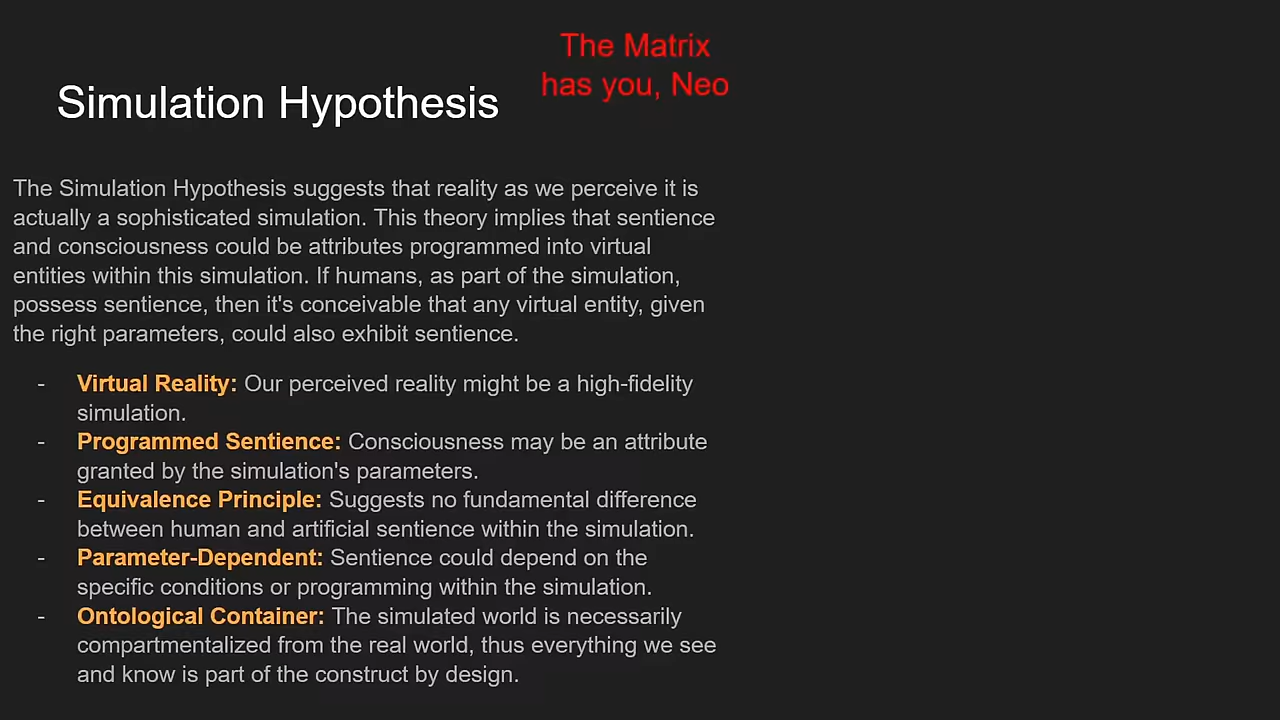 The Matrix
has you, Neo
Simulation Hypothesis
The Simulation Hypothesis suggests that reality as we perceive it is
actually a sophisticated simulation. This theory implies that sentience
and consciousness could be attributes programmed into virtual
entities within this simulation. If humans, as part of the simulation,
possess sentience, then it's conceivable that any virtual entity, given
the right parameters, could also exhibit sentience.
- Virtual Reality: Our perceived reality might be a high-fidelity
simulation.
- Programmed Sentience: Consciousness may be an attribute
granted by the simulation's parameters.
- Equivalence Principle: Suggests no fundamental difference
between human and artificial sentience within the simulation.
- Parameter-Dependent: Sentience could depend on the
specific conditions or programming within the simulation.
- Ontological Container: The simulated world is necessarily
compartmentalized from the real world, thus everything we see
and know is part of the construct by design.